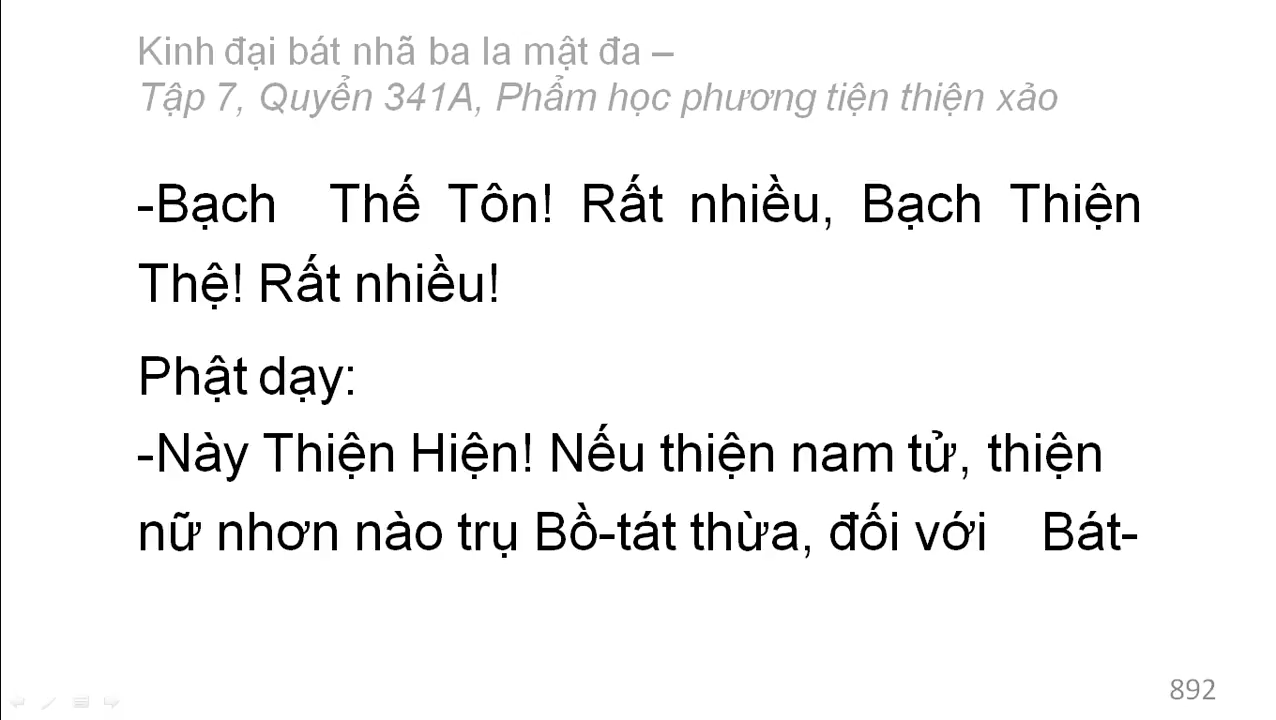 Kinh đại bát nhã ba la mật đa –
Tập 7, Quyển 341A, Phẩm học phương tiện thiện xảo
-Bạch Thế Tôn! Rất nhiều, Bạch Thiện
Thệ! Rất nhiều!
Phật dạy:
-Này Thiện Hiện! Nếu thiện nam tử, thiện
nữ nhơn nào trụ Bồ-tát thừa, đối với Bát-
892